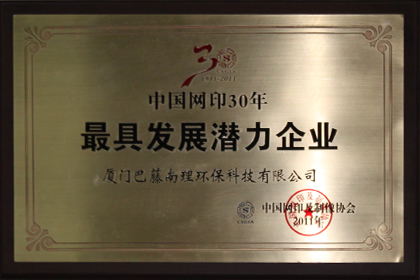 1981-2011
中国网印30年
最具发展潜力企业
厦门巴藤南理环保科技有限公司
中国网印及制像协会
2011年